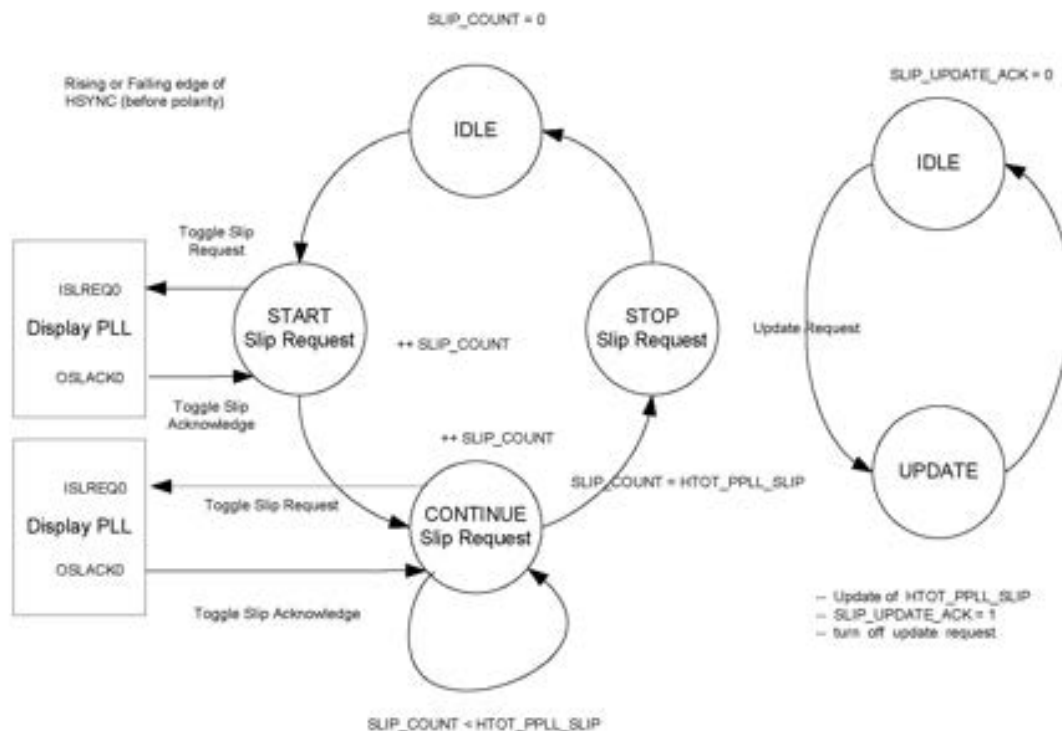 SLIP_COUNT = 0
Rising or Falling edge of
HSYNC (before polarity)
IDLE
SLIP_UPDATE_ACK = 0
IDLE
Toggle Slip
Request
ISLREQ0
Display PLL
OSLACK0
START
Slip Request
++ SLIP_COUNT
STOP
Slip Request
Update Request
Toggle Slip
Acknowledge
++ SLIP_COUNT
ISLREQ0
Display PLL
OSLACK0
Toggle Slip Request
CONTINUE
Slip Request
SLIP_COUNT = HTOT_PPLL_SLIP
UPDATE
Toggle Slip Acknowledge
-- Update of HTOT_PPLL_SLIP
-- SLIP_UPDATE_ACK = 1
-- turn off update request
SLIP_COUNT < HTOT_PPLL_SLIP